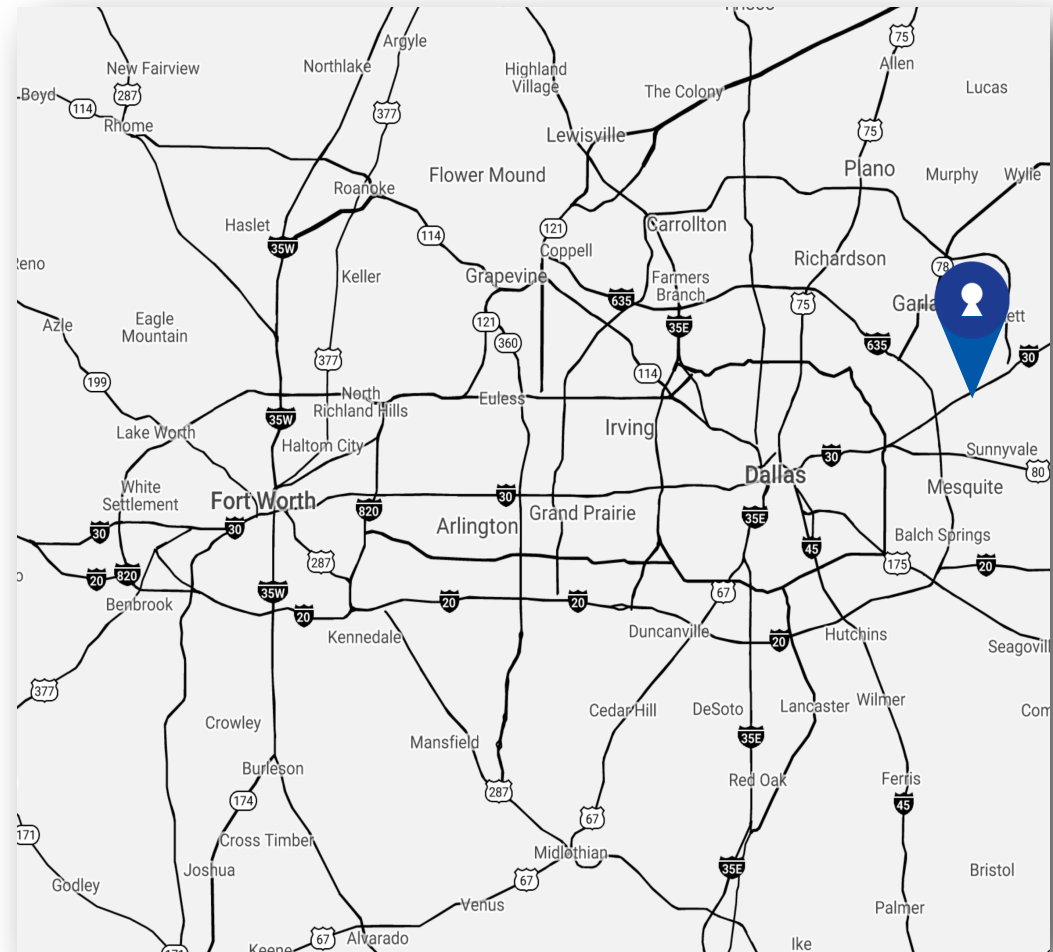 Argyle
75
New Fairview
Northlake
Allen
Highland
Village
Boyd
287
The Colony
Lucas
114
377
Rhome
75
Lewisville
Plano
Flower Mound
Murphy
Wylie
Roanoke
Haslet
121
Carrollton
114
35W
Coppell
Richardson
Keller
Grapevine
Farmers
Branch
78
635
75
Eagle
Mountain
Azle
121
35E
360
635
30
377
114
199
North
Richland Hills
Euless
35W
Irving
Lake Worth
Haltom City
30
Sunnyvale
80
Dallas
White
Settlement
Fort Worth
Mesquite
30
820
Grand Prairie
35E
Arlington
30
30
Balch Springs
45
287
175
20
20
820
35W
67
Benbrook
20
20
20
Kennedale
Duncanville
20
Hutchins
377
Crowley
Cedar Hill
DeSoto
Lancaster
Wilmer
Mansfield
35E
Burleson
Red Oak
Ferris
174
287
45
67
171
Cross Timber
Midlothian
35E
Joshua
Bristol
Godley
67
Venus
Palmer
67
Alvarado
Ike
Keene